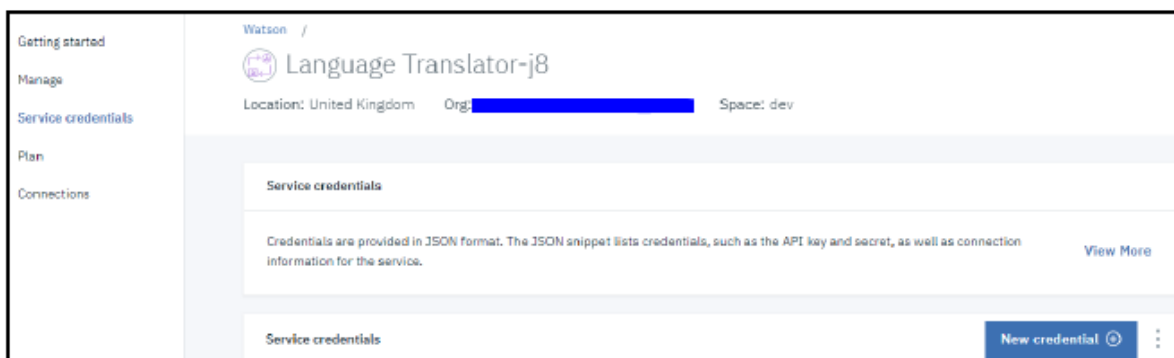 Getting started
Manage
Service credentials
Plan
Connections
Watson /
Language Translator-j8
Location: United Kingdom Org: Space: dev
Service credentials
Credentials are provided in JSON format. The JSON snippet lists credentials, such as the API key and secret, as well as connection
information for the service.
View More
Service credentials
New credential